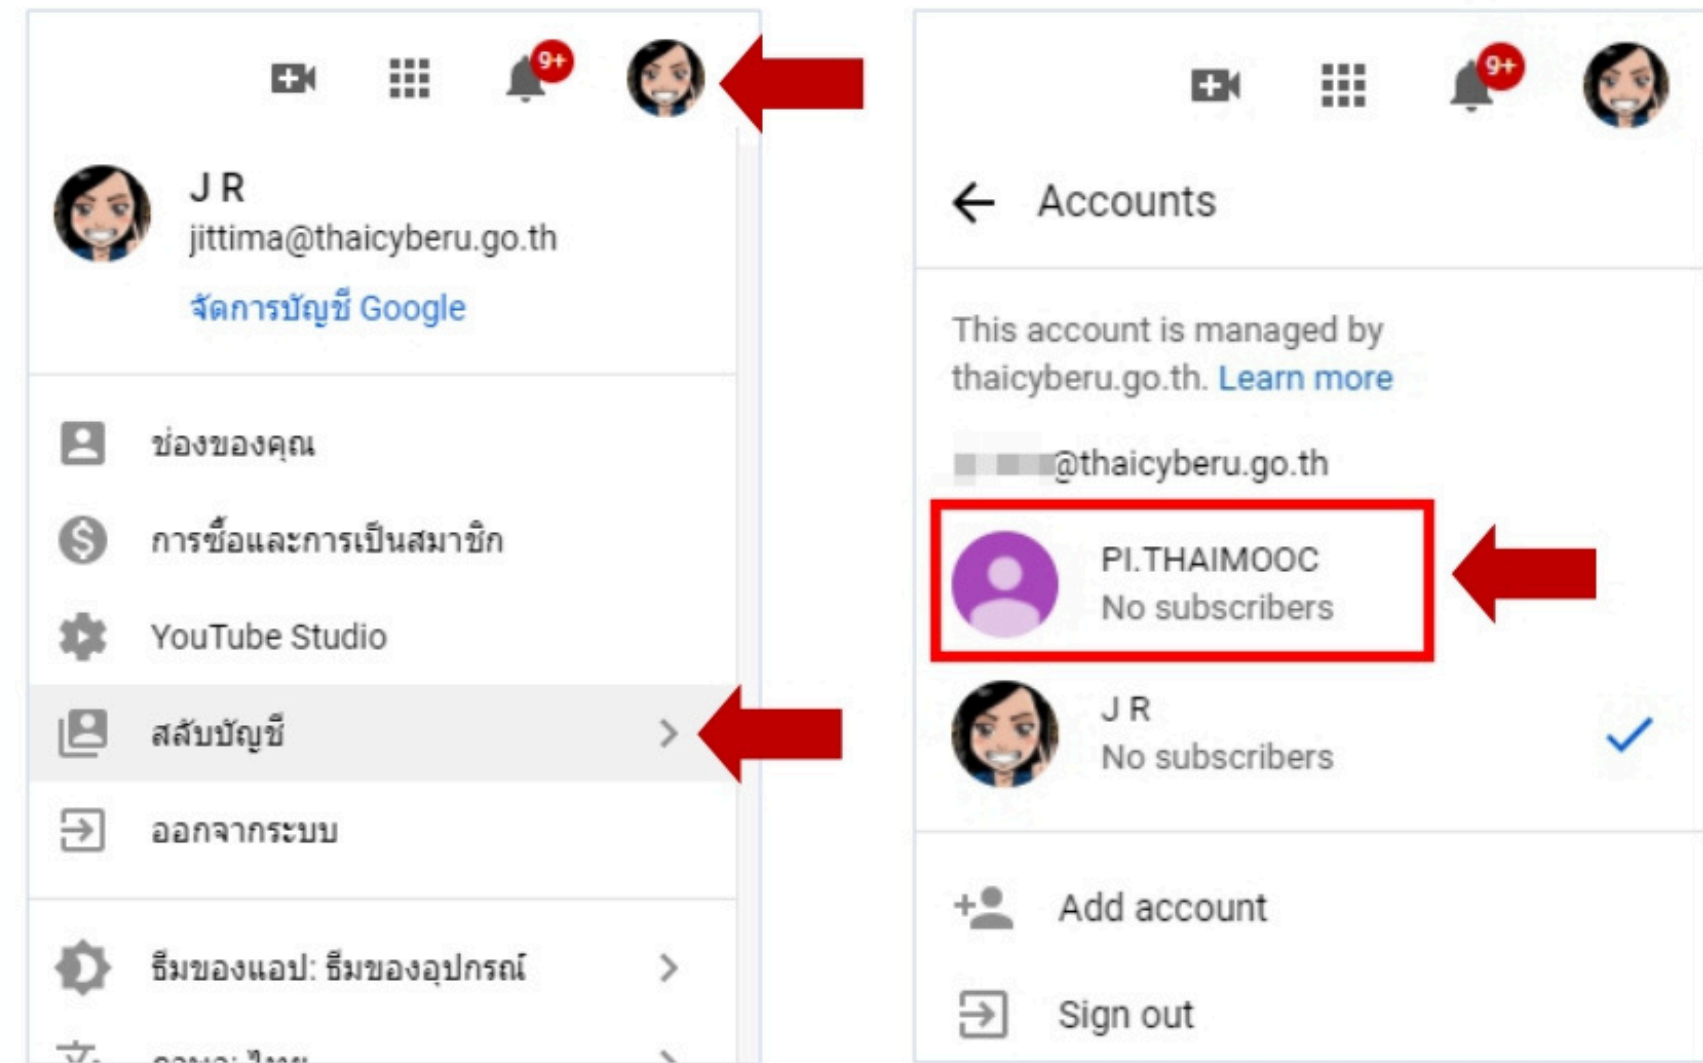 9+
J R
jittima@thaicyberu.go.th
จัดการบัญชี Google
ช่องของคุณ
การซื้อและการเป็นสมาชิก
YouTube Studio
สลับบัญชี
ออกจากระบบ
ธีมของแอป: ธีมของอุปกรณ์
9+
Accounts
This account is managed by
thaicyberu.go.th. Learn more
@thaicyberu.go.th
PI.THAIMOOC
No subscribers
J R
No subscribers
Add account
Sign out